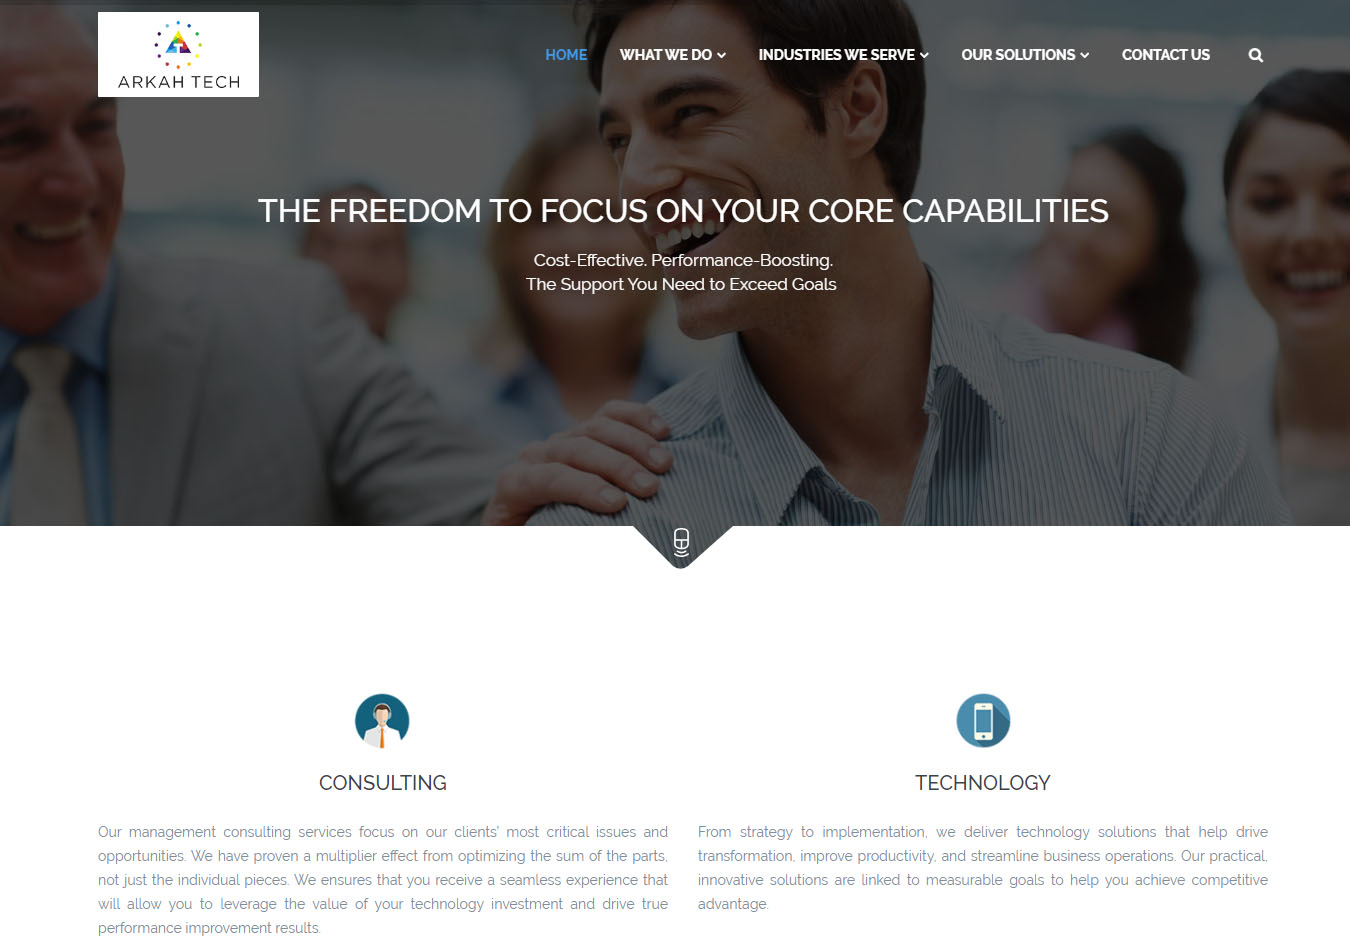 ARKAH TECH
HOME
WHAT WE DO
INDUSTRIES WE SERVE
OUR SOLUTIONS
CONTACT US
THE FREEDOM TO FOCUS ON YOUR CORE CAPABILITIES
Cost-Effective. Performance-Boosting.
The Support You Need to Exceed Goals
CONSULTING
Our management consulting services focus on our clients' most critical issues and
opportunities. We have proven a multiplier effect from optimizing the sum of the parts,
not just the individual pieces. We ensures that you receive a seamless experience that
will allow you to leverage the value of your technology investment and drive true
performance improvement results.
TECHNOLOGY
From strategy to implementation, we deliver technology solutions that help drive
transformation, improve productivity, and streamline business operations. Our practical,
innovative solutions are linked to measurable goals to help you achieve competitive
advantage.